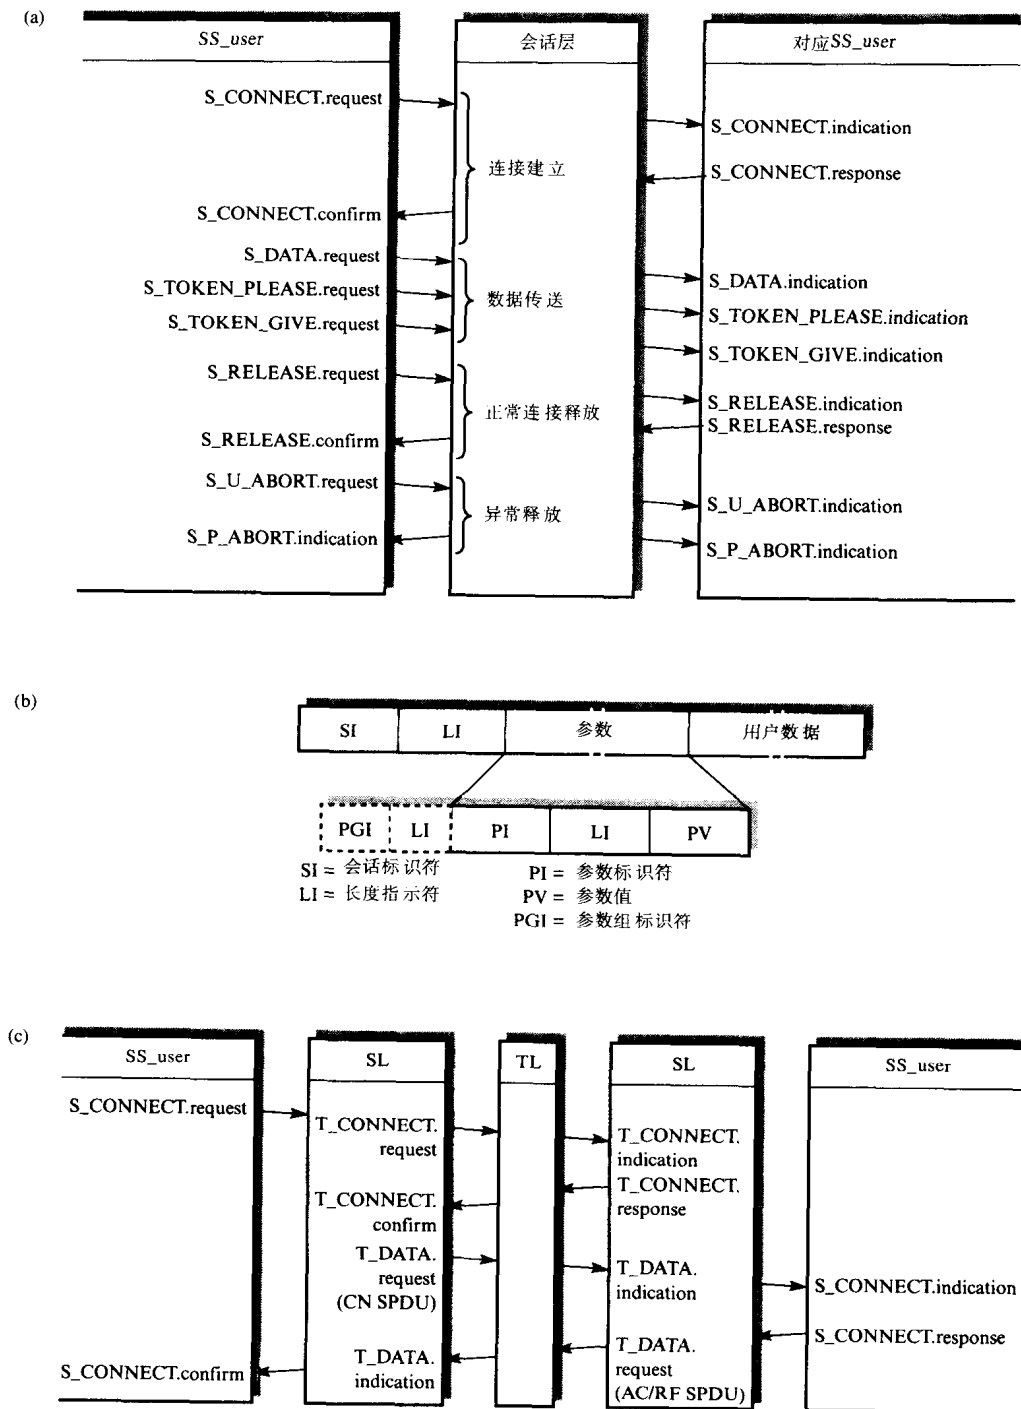 (a)
SS_user
会话层
对应SS_user
S_CONNECT.request
S_CONNECT.indication
连接建立
S_CONNECT.response
S_CONNECT.confirm
S_DATA.request
S_DATA.indication
S_TOKEN_PLEASE.request
数据传送
S_TOKEN_PLEASE.indication
S_TOKEN_GIVE.request
S_TOKEN_GIVE.indication
S_RELEASE.request
S_RELEASE.indication
正常连接释放
S_RELEASE.response
S_RELEASE.confirm
S_U_ABORT.request
S_U_ABORT.indication
异常释放
S_P_ABORT.indication
S_P_ABORT.indication
(b)
SI
LI
参数
用户数据
PGI
LI
PI
LI
PV
SI = 会话标识符
PI = 参数标识符
LI = 长度指示符
PV = 参数值
PGI = 参数组标识符
(c)
SS_user
SL
TL
SL
SS_user
S_CONNECT.request
T_CONNECT.
request
T_CONNECT.
indication
T_CONNECT.
response
T_CONNECT.
confirm
T_DATA.
request
(CN SPDU)
T_DATA.
indication
S_CONNECT.indication
S_CONNECT.response
T_DATA.
request
(AC/RF SPDU)
T_DATA.
indication
S_CONNECT.confirm